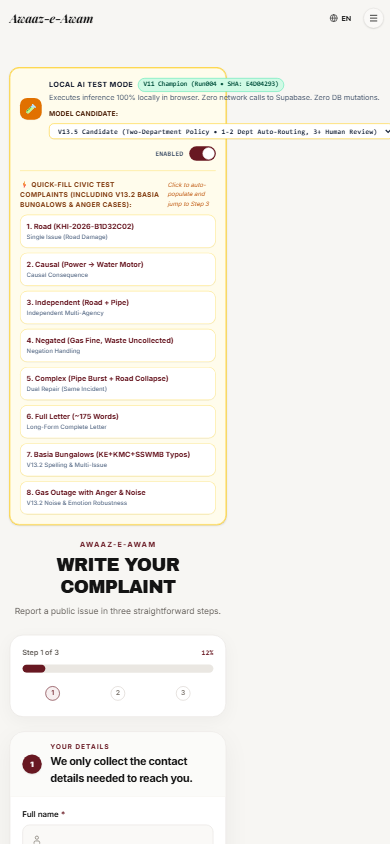 Awaaz-e-Awam
EN
LOCAL AI TEST MODE V11 Champion (Run004 • SHA: E4D04293)
Executes inference 100% locally in browser. Zero network calls to Supabase. Zero DB mutations.
MODEL CANDIDATE:
V13.5 Candidate (Two-Department Policy • 1-2 Dept Auto-Routing, 3+ Human Review)
ENABLED
QUICK-FILL CIVIC TEST
COMPLAINTS (INCLUDING V13.2 BASIA
BUNGALOWS & ANGER CASES):
Click to auto-
populate and
jump to Step 3
1. Road (KHI-2026-B1D32C02)
Single Issue (Road Damage)
2. Causal (Power → Water Motor)
Causal Consequence
3. Independent (Road + Pipe)
Independent Multi-Agency
4. Negated (Gas Fine, Waste Uncollected)
Negation Handling
5. Complex (Pipe Burst + Road Collapse)
Dual Repair (Same Incident)
6. Full Letter (~175 Words)
Long-Form Complete Letter
7. Basia Bungalows (KE+KMC+SSWMB Typos)
V13.2 Spelling & Multi-Issue
8. Gas Outage with Anger & Noise
V13.2 Noise & Emotion Robustness
AWAAZ-E-AWAM
WRITE YOUR
COMPLAINT
Report a public issue in three straightforward steps.
Step 1 of 3
12%
1
2
3
YOUR DETAILS
1
We only collect the contact
details needed to reach you.
Full name *